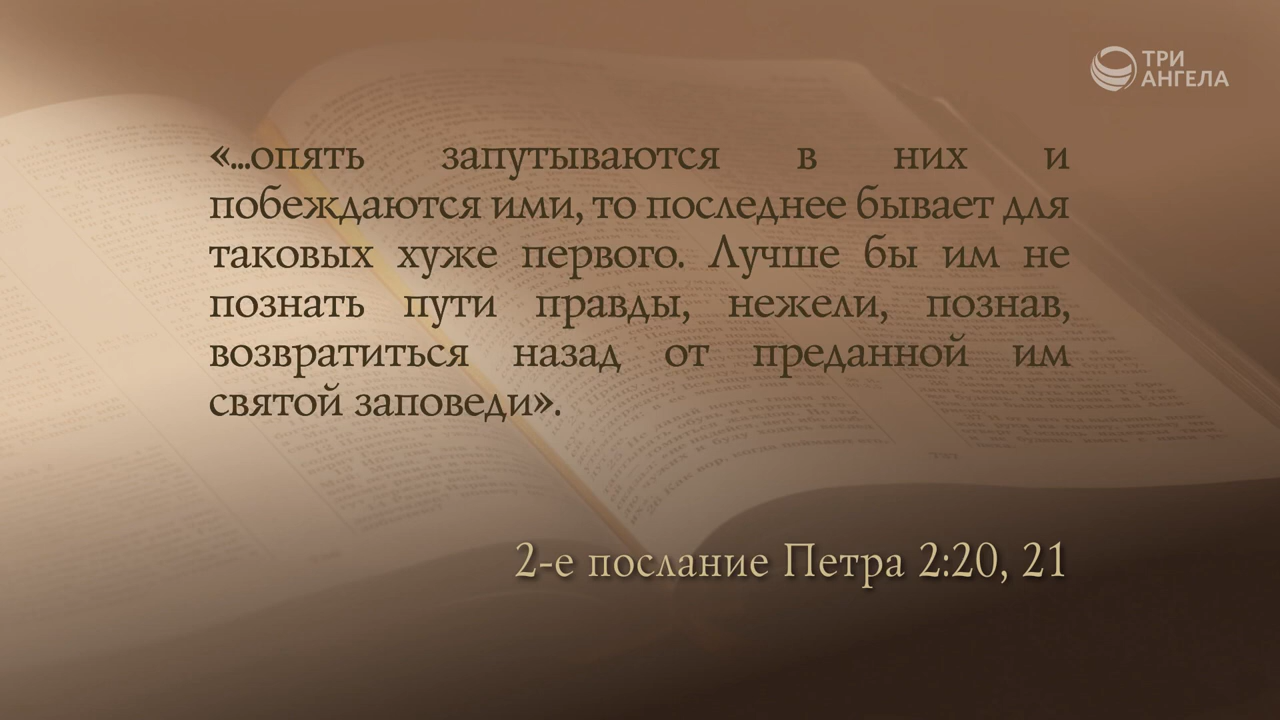 ТРИ
АНГЕЛА
«...опять запутываются в них и
побеждаются ими, то последнее бывает для
таковых хуже первого. Лучше бы им не
познать пути правды, нежели, познав,
возвратиться назад от преданной им
святой заповеди».
2-е послание Петра 2:20, 21